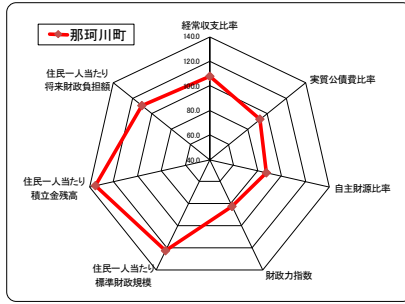 那珂川町
経常収支比率
140.0
120.0
100.0
80.0
60.0
40.0
実質公債費比率
自主財源比率
財政力指数
住民一人当たり
標準財政規模
住民一人当たり
積立金残高
住民一人当たり
将来財政負担額